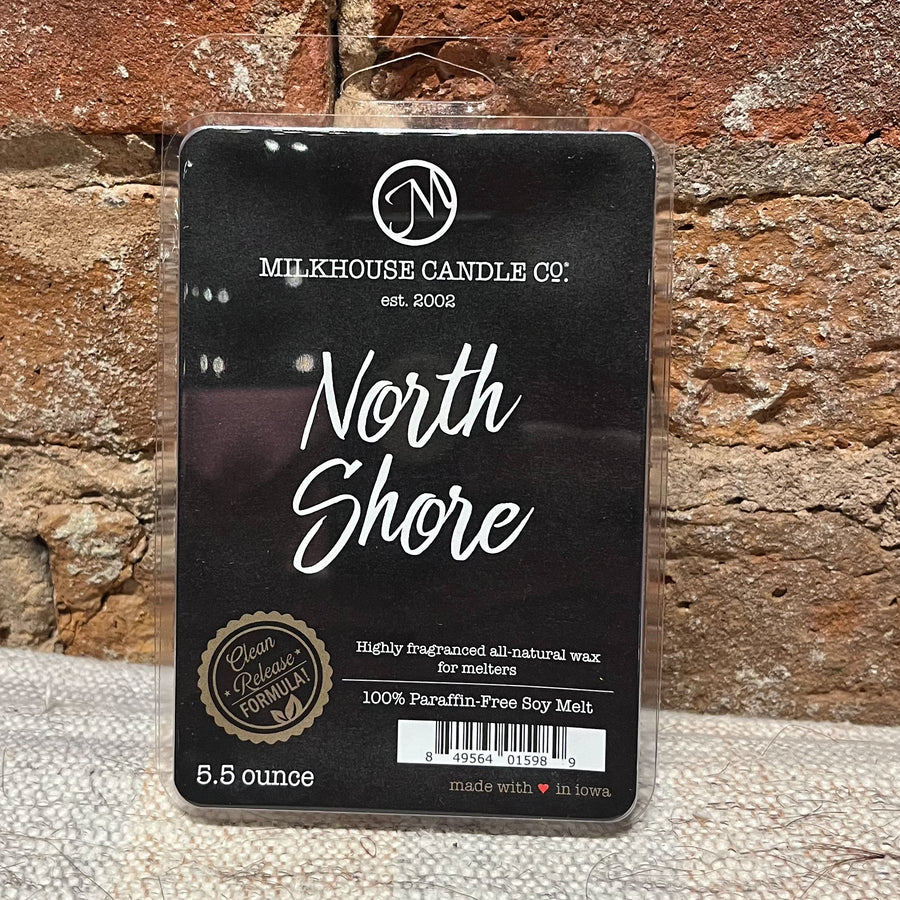 JM
MILKHOUSE CANDLE Co.®
est. 2002
North
Shore
Clean
Release
FORMULA!
Highly fragranced all-natural wax
for melters
100% Paraffin-Free Soy Melt
8 49564 01598 9
5.5 ounce
made with ♥ in iowa